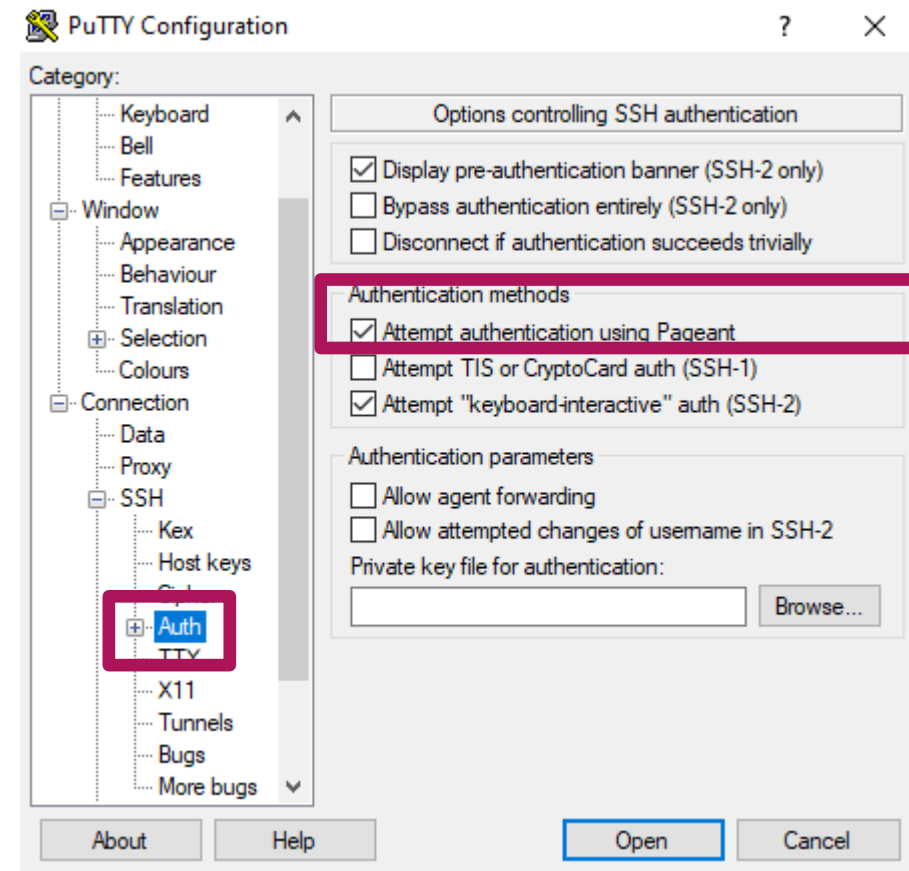 PuTTY Configuration
?
Category:
Keyboard
Bell
Features
Window
Appearance
Behaviour
Translation
Selection
Colours
Connection
Data
Proxy
SSH
Kex
Host keys
Auth
TTY
X11
Tunnels
Bugs
More bugs
Options controlling SSH authentication
Display pre-authentication banner (SSH-2 only)
Bypass authentication entirely (SSH-2 only)
Disconnect if authentication succeeds trivially
Authentication methods
Attempt authentication using Pageant
Attempt TIS or CryptoCard auth (SSH-1)
Attempt "keyboard-interactive" auth (SSH-2)
Authentication parameters
Allow agent forwarding
Allow attempted changes of username in SSH-2
Private key file for authentication:
Browse...
About
Help
Open
Cancel